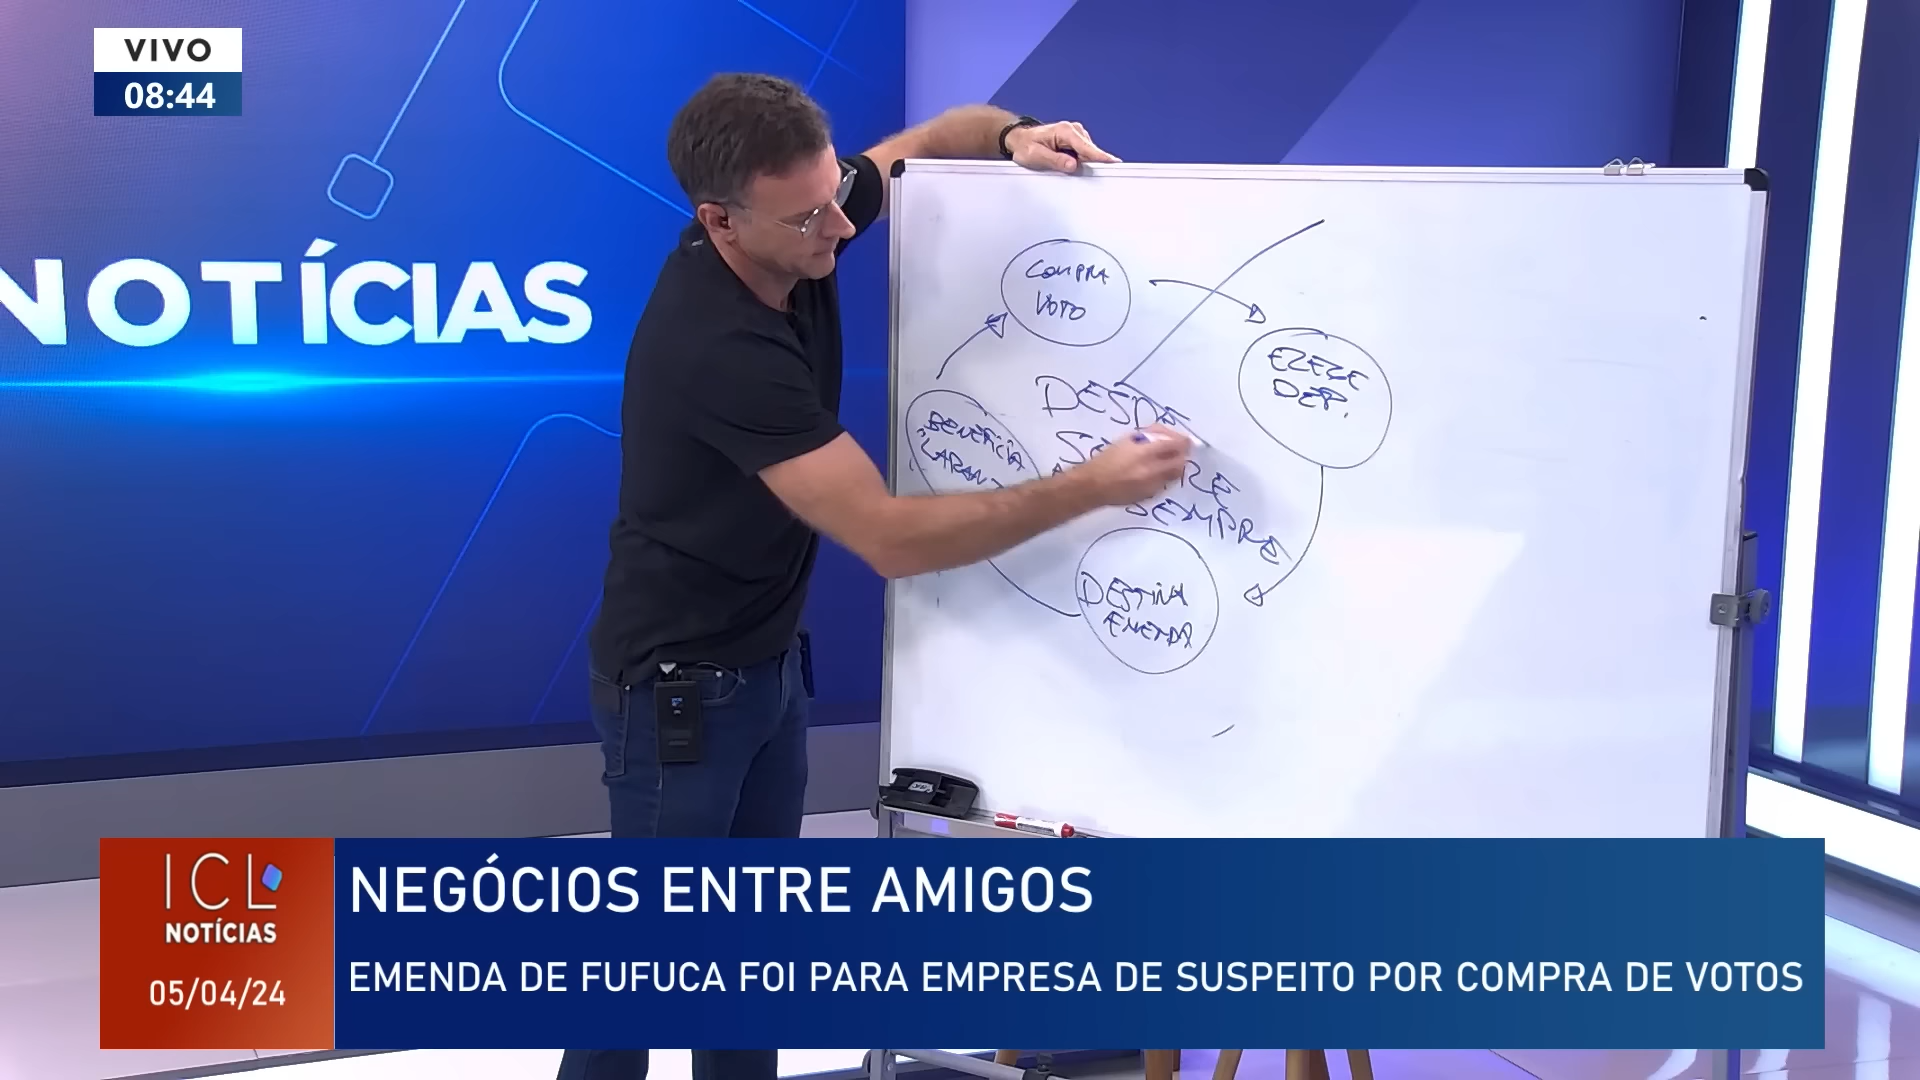 VIVO
08:44
NOTÍCIAS
COMPRA
VOTO
ELEGE
DEP.
DESDE
SEMPRE
BENEFICIA
DESTINA
EMENDA
ICL
NOTÍCIAS
05/04/24
NEGÓCIOS ENTRE AMIGOS
EMENDA DE FUFUCA FOI PARA EMPRESA DE SUSPEITO POR COMPRA DE VOTOS